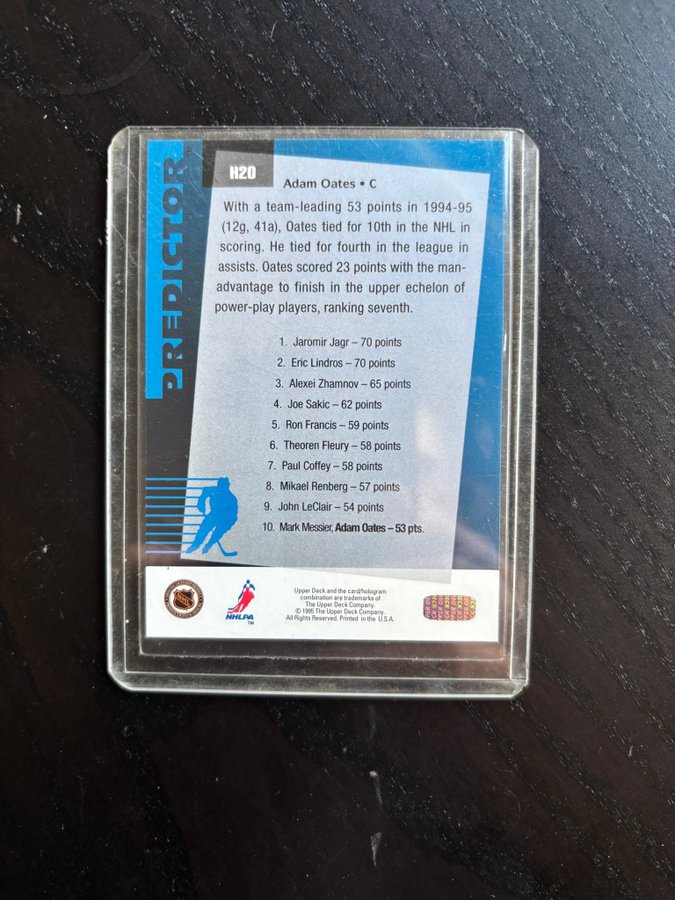 PREDICTOR™
H20
Adam Oates • C
With a team-leading 53 points in 1994-95
(12g, 41a), Oates tied for 10th in the NHL in
scoring. He tied for fourth in the league in
assists. Oates scored 23 points with the man-
advantage to finish in the upper echelon of
power-play players, ranking seventh.
1. Jaromir Jagr – 70 points
2. Eric Lindros – 70 points
3. Alexei Zhamnov – 65 points
4. Joe Sakic – 62 points
5. Ron Francis – 59 points
6. Theoren Fleury – 58 points
7. Paul Coffey – 58 points
8. Mikael Renberg – 57 points
9. John LeClair – 54 points
10. Mark Messier, Adam Oates – 53 pts.
NHLPA
TM
Upper Deck and the card/hologram
combination are trademarks of
The Upper Deck Company.
© 1995 The Upper Deck Company.
All Rights Reserved. Printed in the U.S.A.